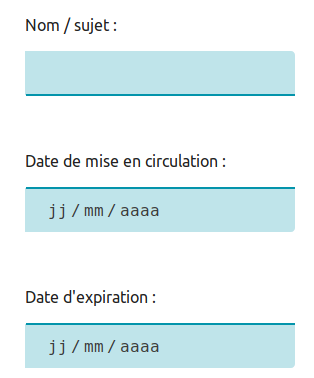 Nom / sujet :
Date de mise en circulation :
jj / mm / aaaa
Date d'expiration :
jj / mm / aaaa